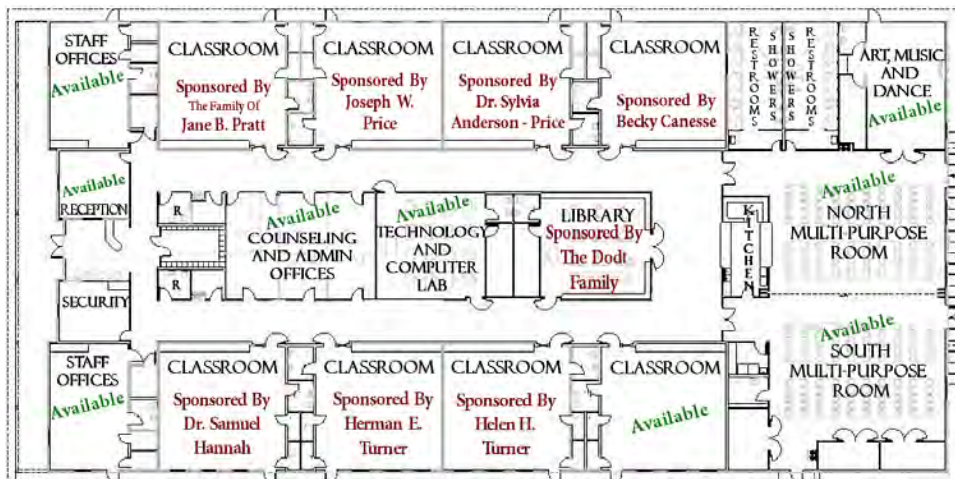 STAFF
OFFICES
Available
CLASSROOM
Sponsored By
The Family Of
Jane B. Pratt
CLASSROOM
Sponsored By
Joseph W.
Price
CLASSROOM
Sponsored By
Dr. Sylvia
Anderson - Price
CLASSROOM
Sponsored By
Becky Canesse
RESTROOMS
SHOWERS
SHOWERS
RESTROOMS
ART, MUSIC
AND
DANCE
Available
Available
RECEPTION
R
R
Available
COUNSELING
AND ADMIN
OFFICES
Available
TECHNOLOGY
AND
COMPUTER
LAB
LIBRARY
Sponsored By
The Dodt
Family
KITCHEN
Available
NORTH
MULTI-PURPOSE
ROOM
SECURITY
STAFF
OFFICES
Available
CLASSROOM
Sponsored By
Dr. Samuel
Hannah
CLASSROOM
Sponsored By
Herman E.
Turner
CLASSROOM
Sponsored By
Helen H.
Turner
CLASSROOM
Available
Available
SOUTH
MULTI-PURPOSE
ROOM